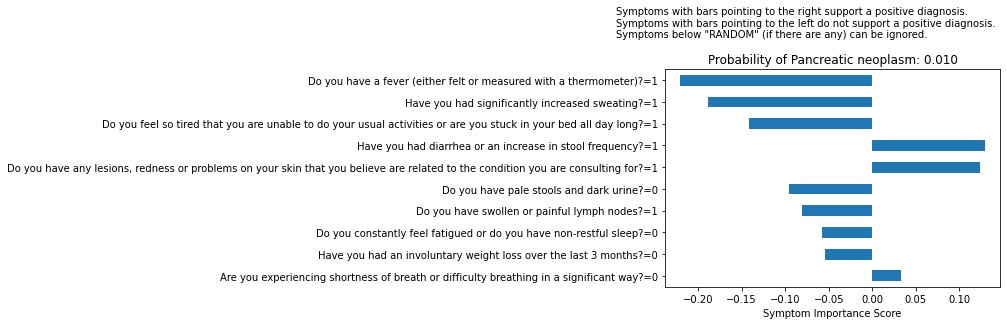 Symptoms with bars pointing to the right support a positive diagnosis.
Symptoms with bars pointing to the left do not support a positive diagnosis.
Symptoms below "RANDOM" (if there are any) can be ignored.
Probability of Pancreatic neoplasm: 0.010
Do you have a fever (either felt or measured with a thermometer)?=1
Have you had significantly increased sweating?=1
Do you feel so tired that you are unable to do your usual activities or are you stuck in your bed all day long?=1
Have you had diarrhea or an increase in stool frequency?=1
Do you have any lesions, redness or problems on your skin that you believe are related to the condition you are consulting for?=1
Do you have pale stools and dark urine?=0
Do you have swollen or painful lymph nodes?=1
Do you constantly feel fatigued or do you have non-restful sleep?=0
Have you had an involuntary weight loss over the last 3 months?=0
Are you experiencing shortness of breath or difficulty breathing in a significant way?=0
−0.20 −0.15 −0.10 −0.05 0.00 0.05 0.10
Symptom Importance Score